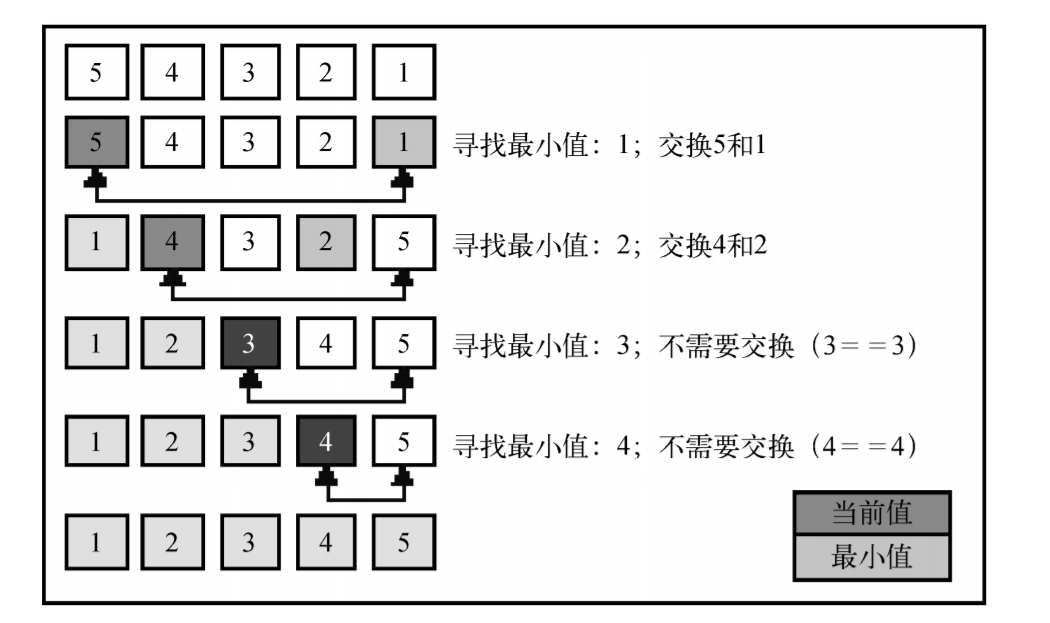 5 4 3 2 1
5 4 3 2 1 寻找最小值：1；交换5和1
1 4 3 2 5 寻找最小值：2；交换4和2
1 2 3 4 5 寻找最小值：3；不需要交换（3==3）
1 2 3 4 5 寻找最小值：4；不需要交换（4==4）
当前值
1 2 3 4 5
最小值